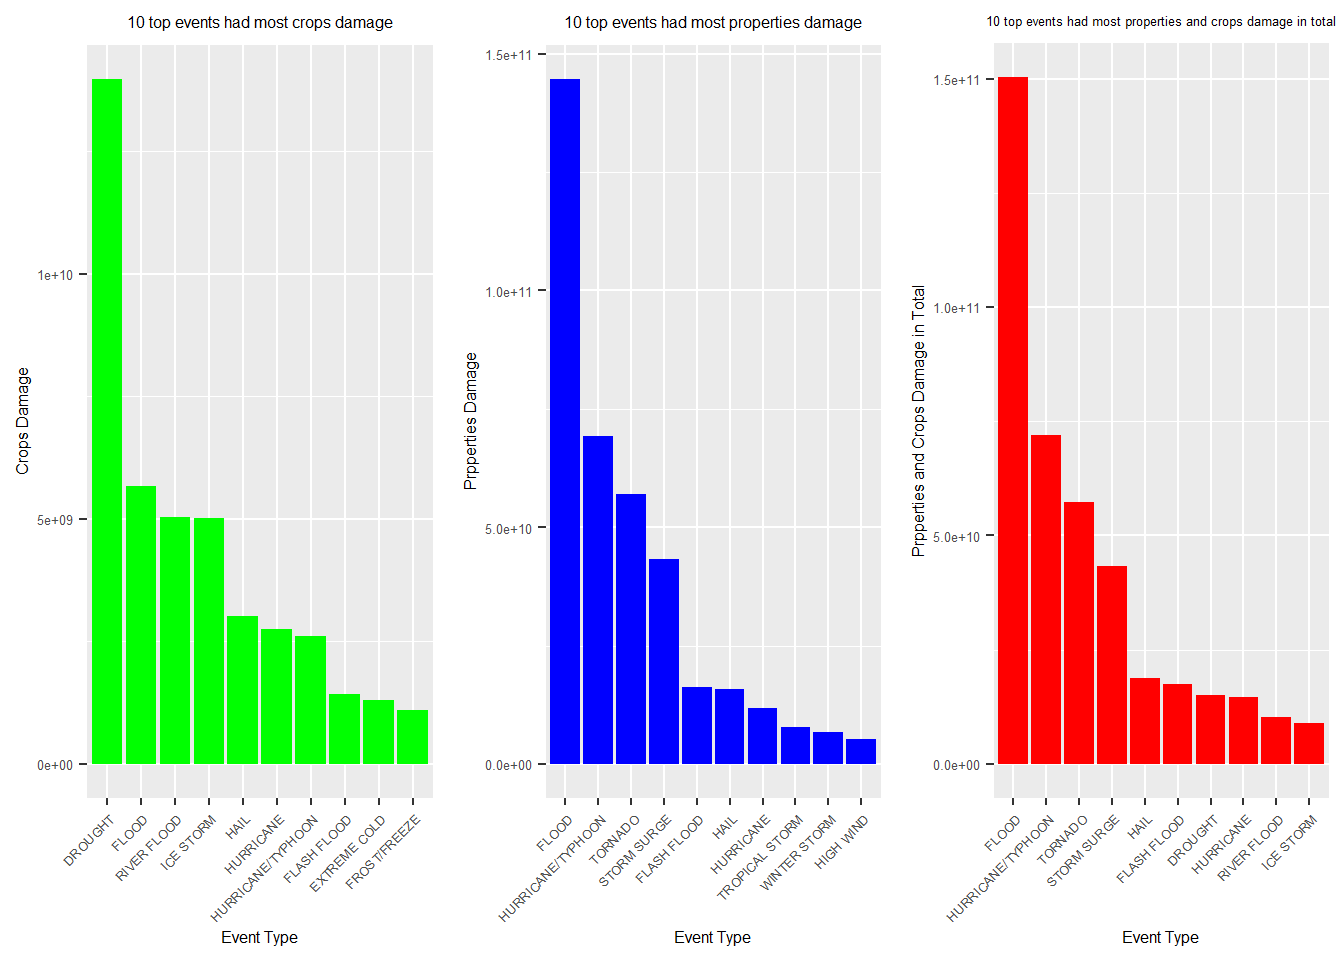 10 top events had most crops damage
Crops Damage
1e+10
5e+09
0e+00
DROUGHT
FLOOD
RIVER FLOOD
ICE STORM
HAIL
HURRICANE
HURRICANE/TYPHOON
FLASH FLOOD
EXTREME COLD
FROST/FREEZE
Event Type
10 top events had most properties damage
Prpperties Damage
1.5e+11
1.0e+11
5.0e+10
0.0e+00
FLOOD
HURRICANE/TYPHOON
TORNADO
STORM SURGE
FLASH FLOOD
HAIL
HURRICANE
TROPICAL STORM
WINTER STORM
HIGH WIND
Event Type
10 top events had most properties and crops damage in total
Prpperties and Crops Damage in Total
1.5e+11
1.0e+11
5.0e+10
0.0e+00
FLOOD
HURRICANE/TYPHOON
TORNADO
STORM SURGE
HAIL
FLASH FLOOD
DROUGHT
HURRICANE
RIVER FLOOD
ICE STORM
Event Type